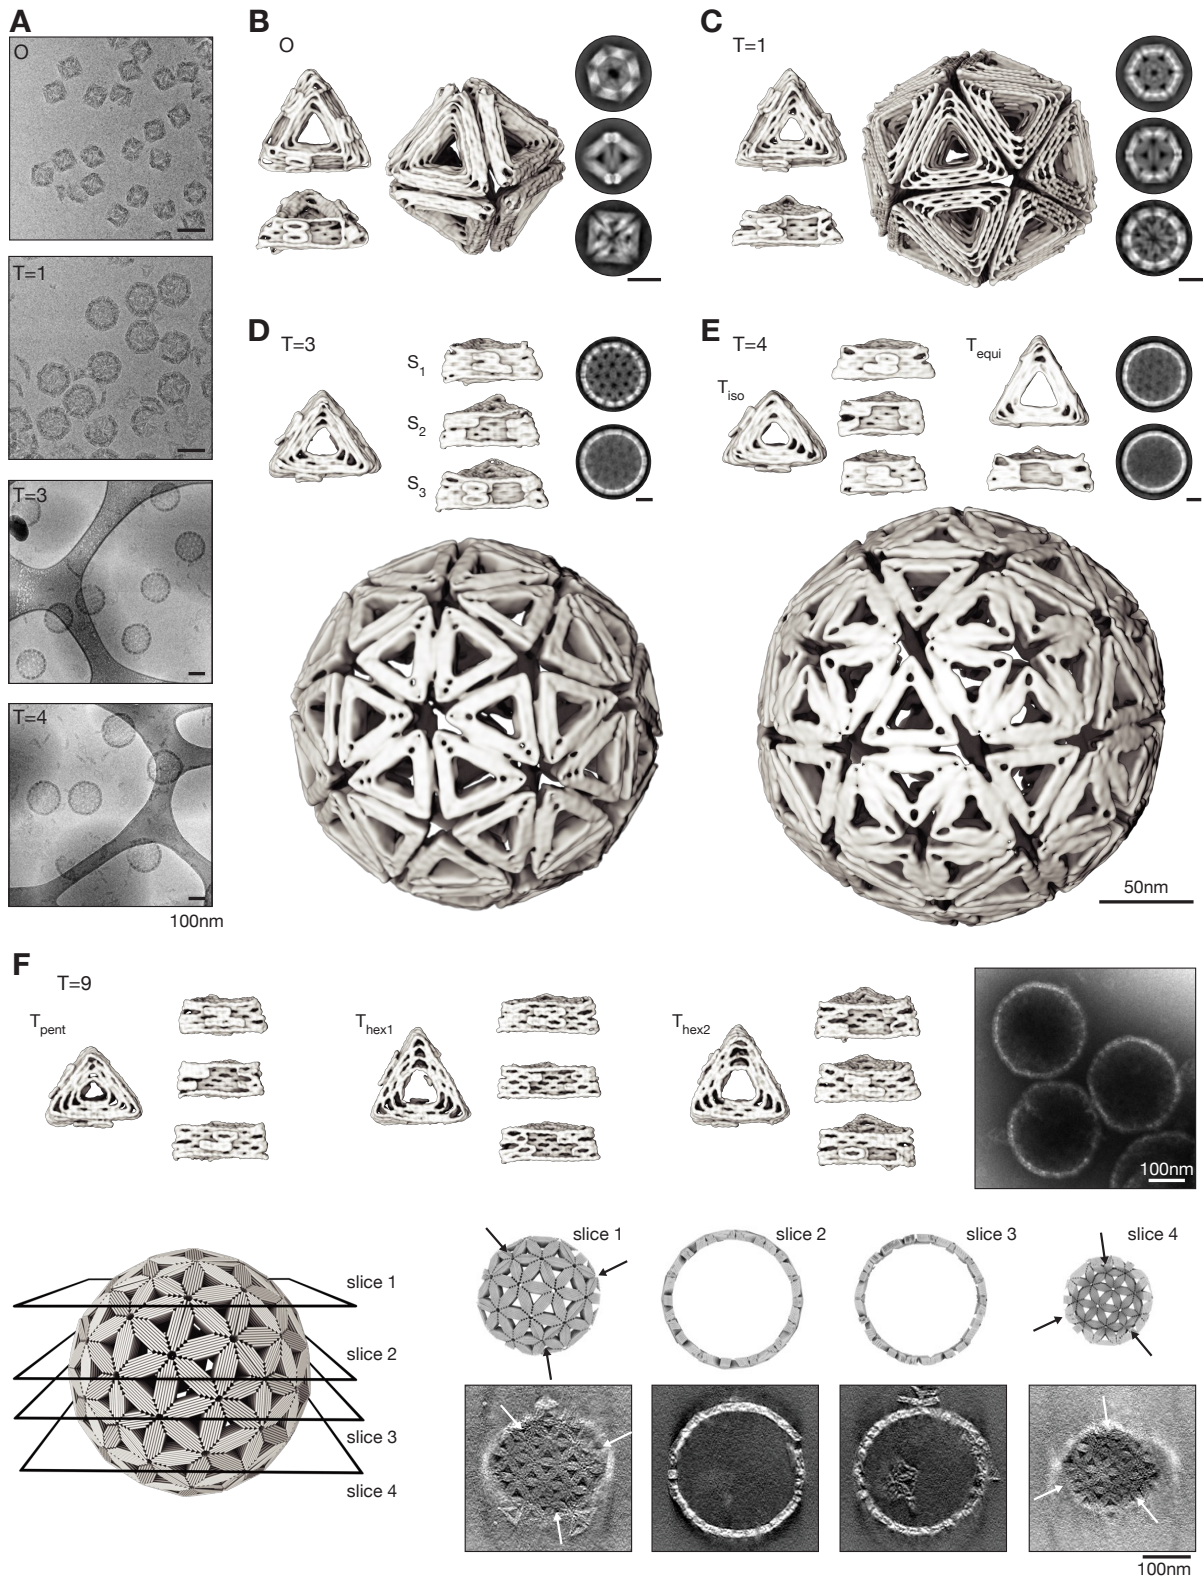 A
O
T=1
T=3
T=4
100nm
B
O
C
T=1
D
T=3
S1
S2
S3
E
T=4
Tiso
Tequi
50nm
F
T=9
Tpent
Thex1
Thex2
100nm
slice 1
slice 2
slice 3
slice 4
slice 1
slice 2
slice 3
slice 4
100nm